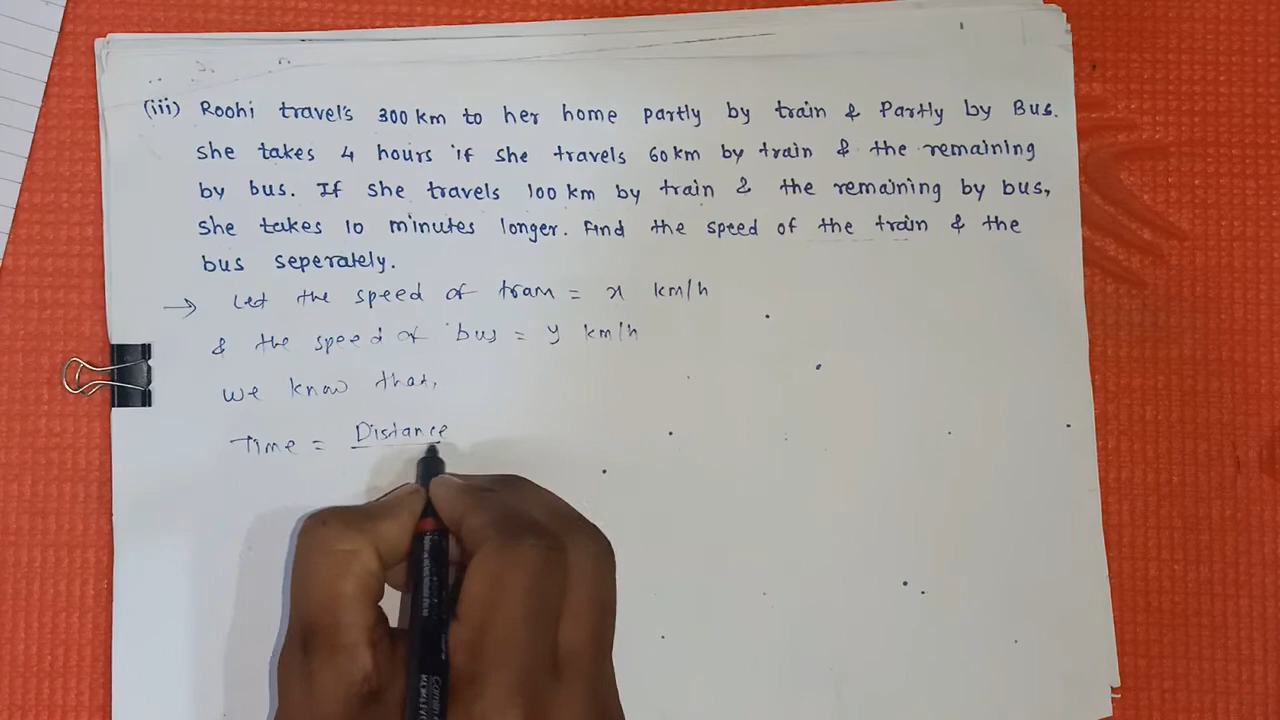 (iii) Roohi travel's 300 km to her home partly by train & Partly by Bus.
She takes 4 hours if she travels 60 km by train & the remaining
by bus. If she travels 100 km by train & the remaining by bus,
she takes 10 minutes longer. Find the speed of the train & the
bus seperately.
→ Let the speed of train = x km/h
& the speed of bus = y km/h
We know that,
Time = Distance